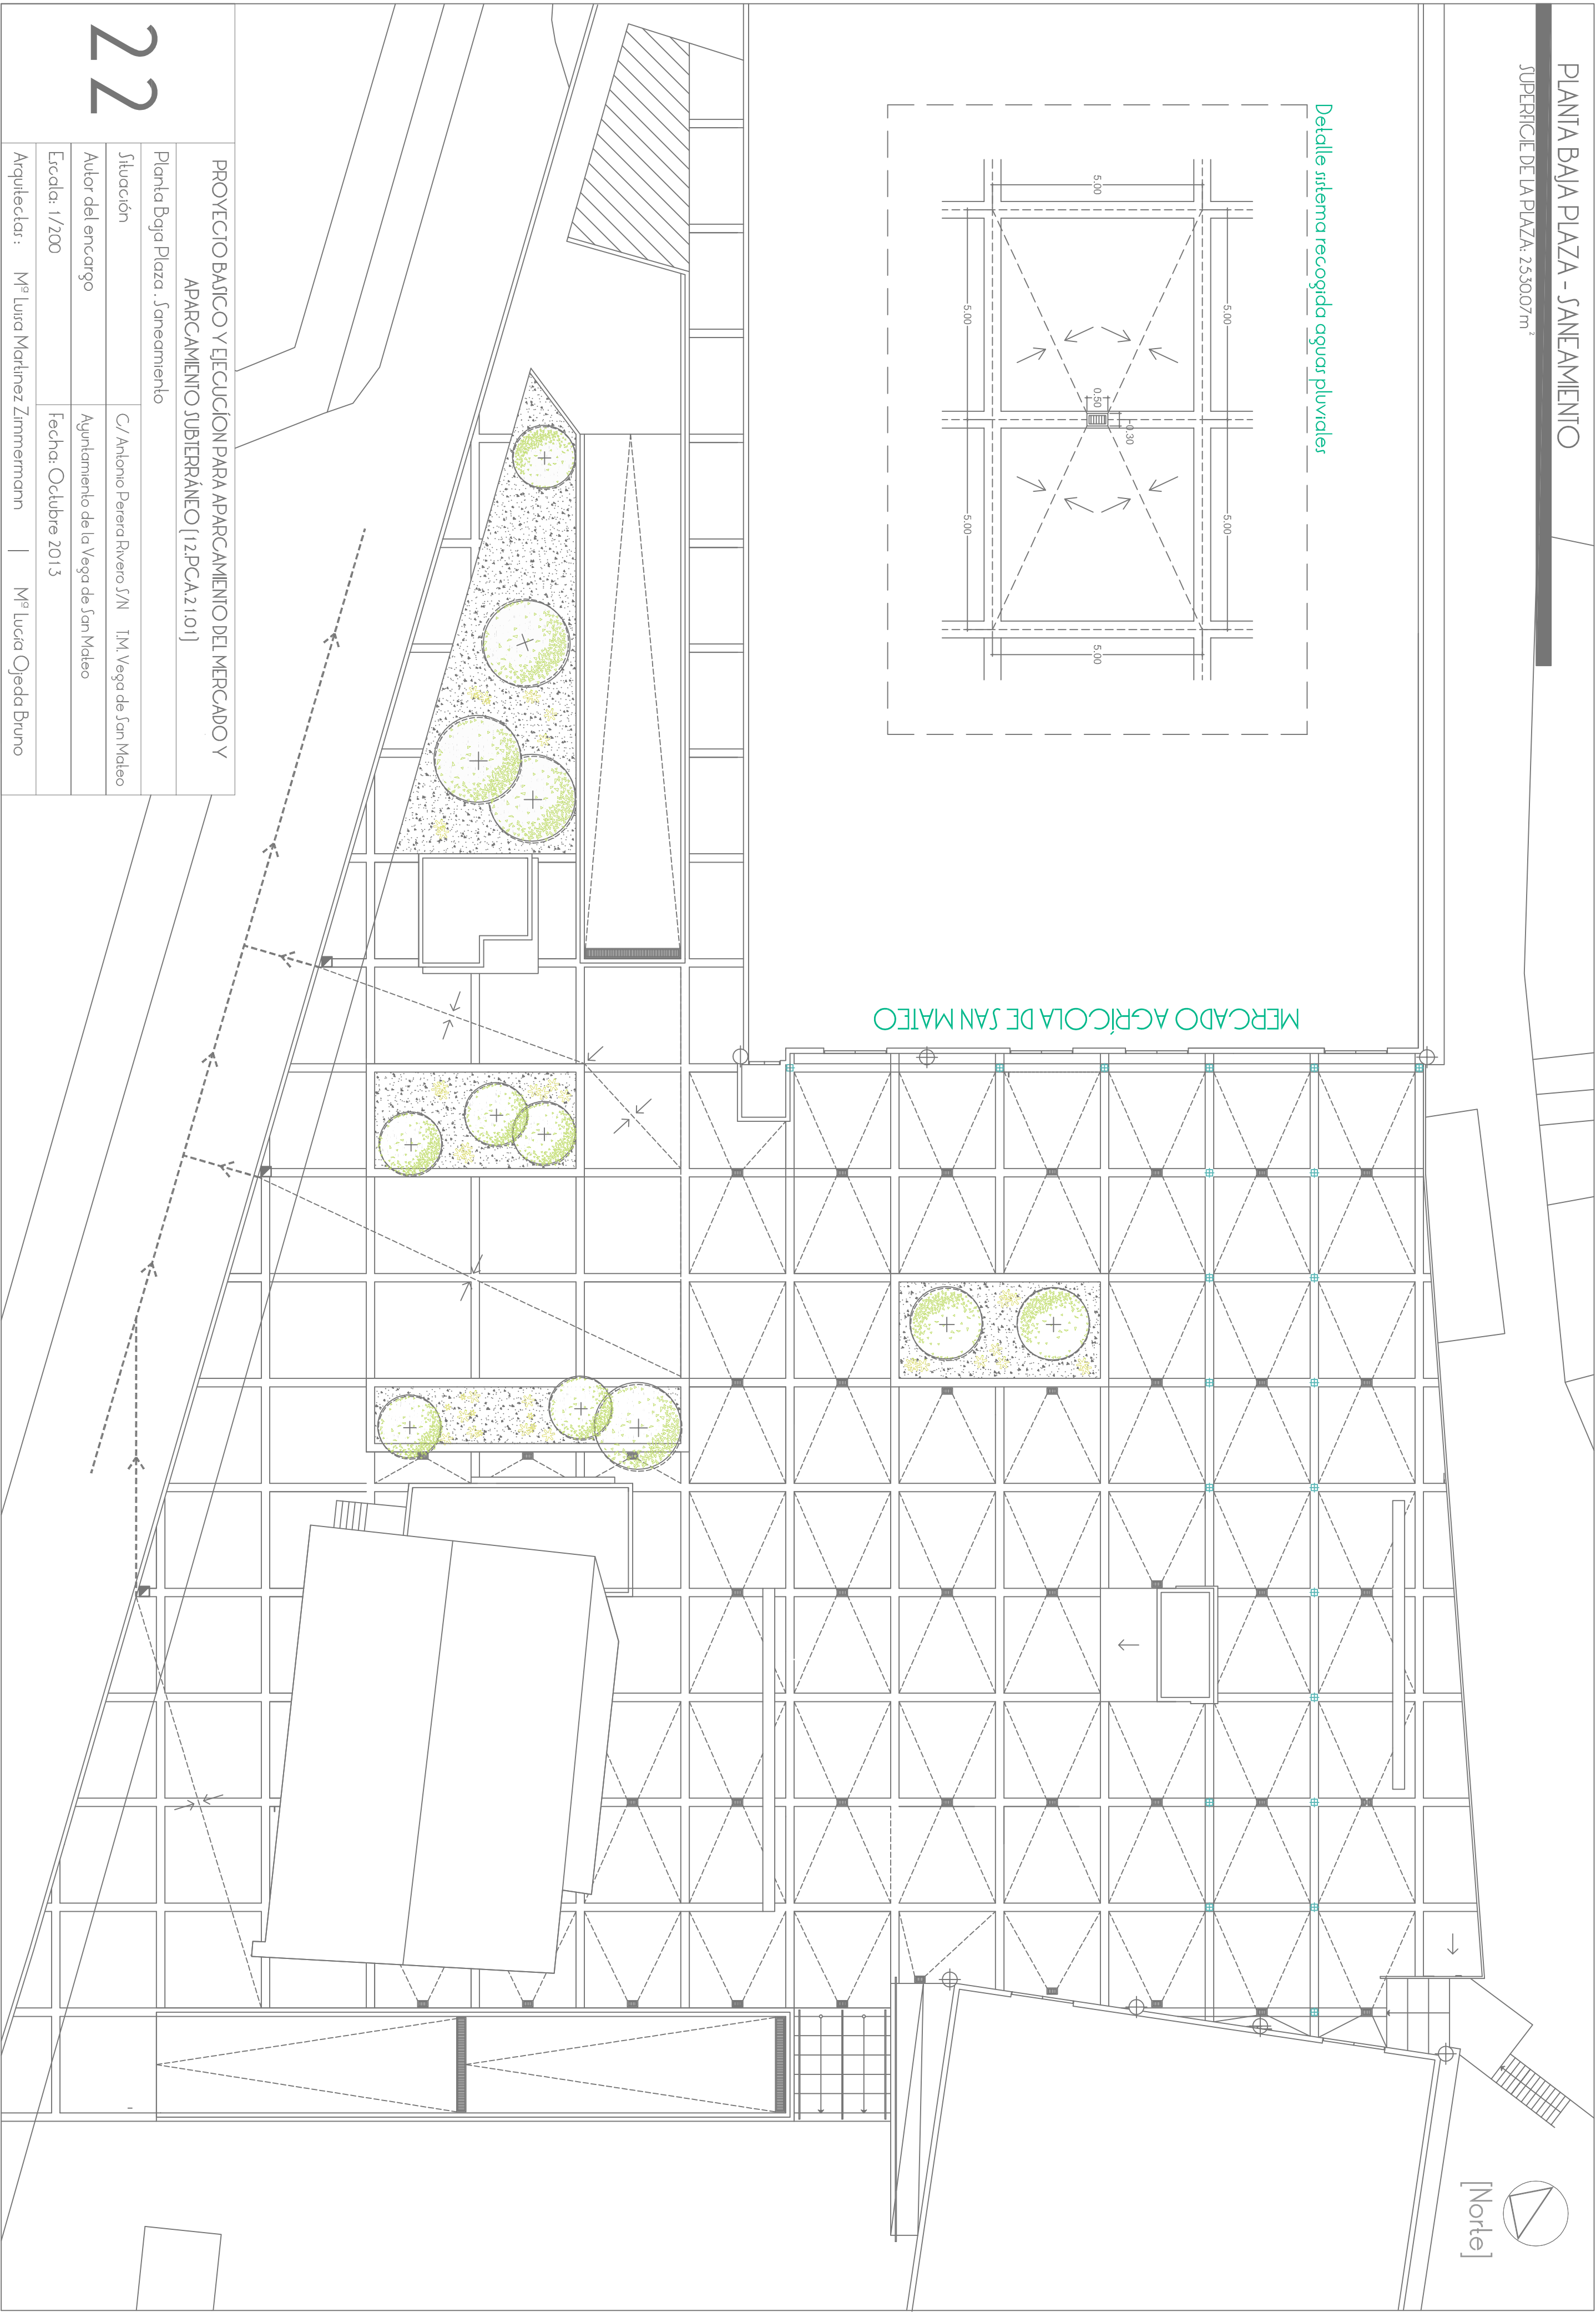 PLANTA BAJA PLAZA - SANEAMIENTO
SUPERFICIE DE LA PLAZA: 2530.07m²
Detalle sistema recogida aguas pluviales
5.00
5.00
5.00
0.50
0.30
5.00
5.00
5.00
MERCADO AGRÍCOLA DE SAN MATEO
[Norte]
22
PROYECTO BASICO Y EJECUCÍON PARA APARCAMIENTO DEL MERCADO Y
APARCAMIENTO SUBTERRÁNEO [12.PCA.21.01]
Planta Baja Plaza . Saneamiento
Situación
C/ Antonio Perera Rivero S/N T.M. Vega de San Mateo
Autor del encargo
Ayuntamiento de la Vega de San Mateo
Escala: 1/200
Fecha: Octubre 2013
Arquitectas : Mª Luisa Martinez Zimmermann | Mª Lucía Ojeda Bruno